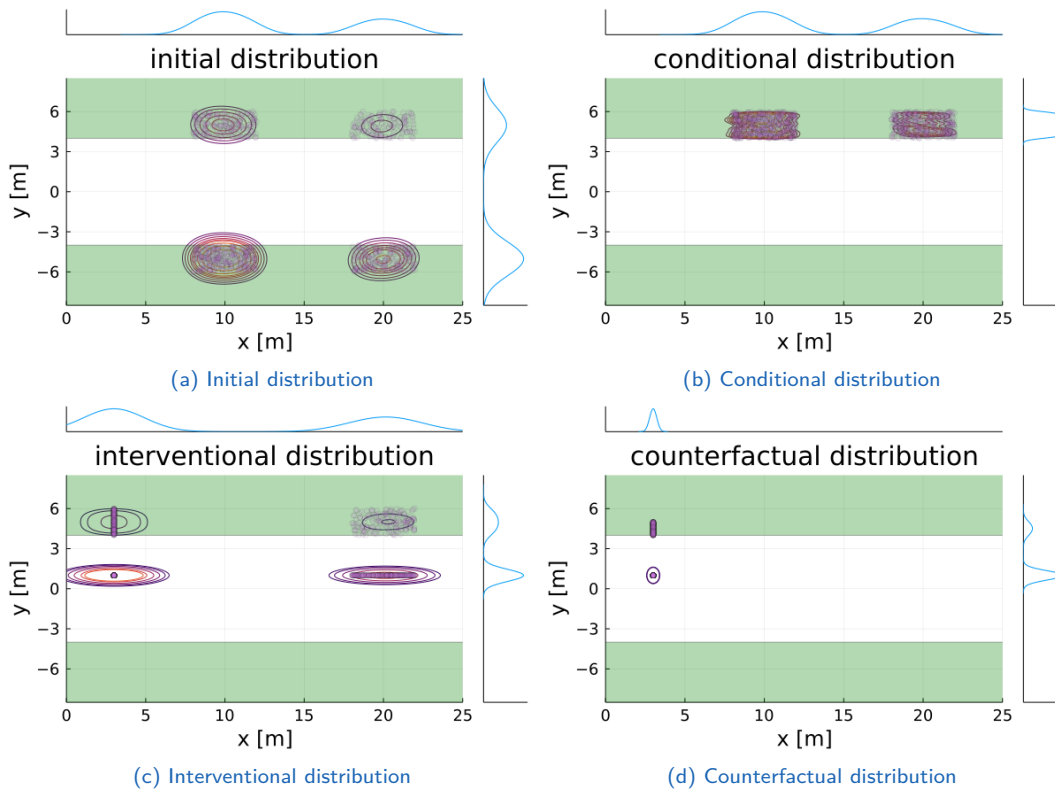 initial distribution
conditional distribution
6
3
0
−3
−6
y [m]
0
5
10
15
20
25
x [m]
6
3
0
−3
−6
y [m]
0
5
10
15
20
25
x [m]
(a) Initial distribution
(b) Conditional distribution
interventional distribution
counterfactual distribution
6
3
0
−3
−6
y [m]
0
5
10
15
20
25
x [m]
6
3
0
−3
−6
y [m]
0
5
10
15
20
25
x [m]
(c) Interventional distribution
(d) Counterfactual distribution